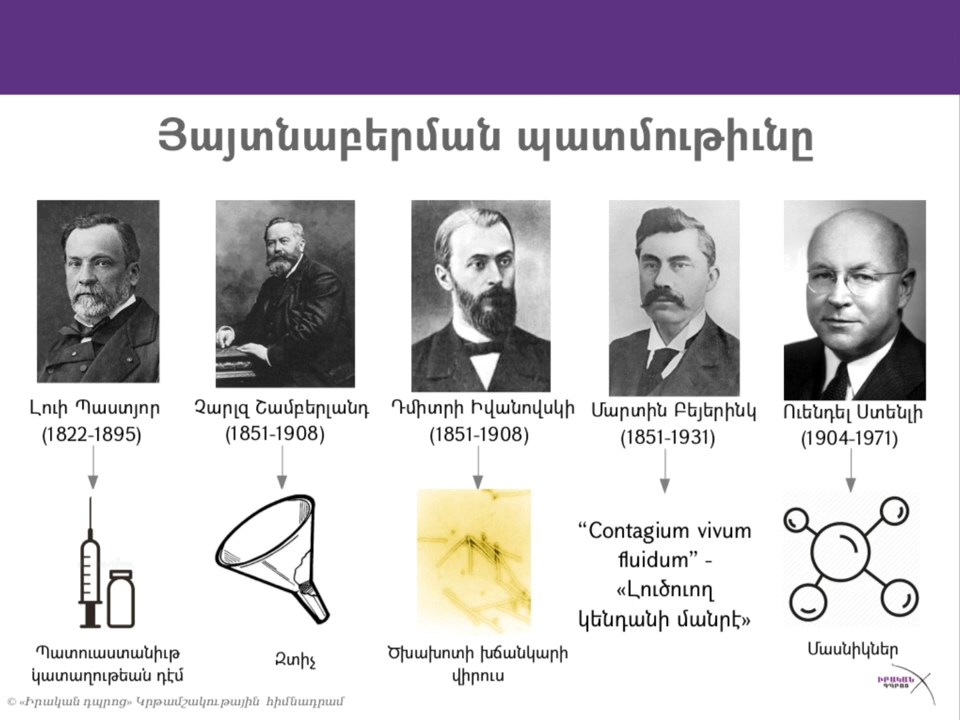 Յայտնաբերման պատմութիւնը
Լուի Պաստյոր
(1822-1895)
Չարլզ Շամբերլանդ
(1851-1908)
Դմիտրի Իվանովսկի
(1851-1908)
Մարտին Բեյերինկ
(1851-1931)
Ուենդել Ստենլի
(1904-1971)
Պատուաստանիւթ
կատաղութեան դէմ
Զտիչ
Ծխախոտի խճանկարի
վիրուս
“Contagium vivum
fluidum” -
«Լուծուող
կենդանի մանրէ»
Մասնիկներ
ԻՐԱԿԱՆ
ԴՊՐՈՑ
© «Իրական դպրոց» Կրթամշակութային հիմնադրամ